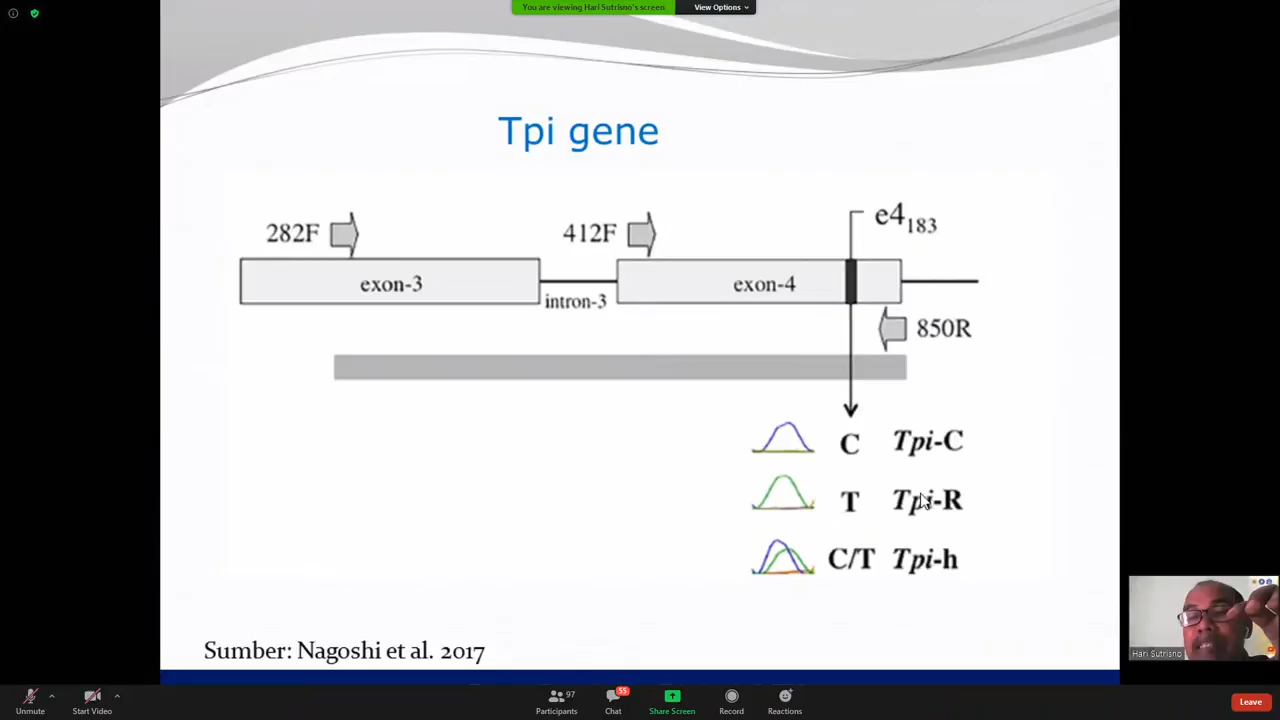 You are viewing Hari Sutrisno's screen
View Options
Tpi gene
282F
412F
e4183
exon-3
intron-3
exon-4
850R
C Tpi-C
T Tpi-R
C/T Tpi-h
Sumber: Nagoshi et al. 2017
Hari Sutrisno
Unmute
Start Video
97
Participants
55
Chat
Share Screen
Record
Reactions
Leave